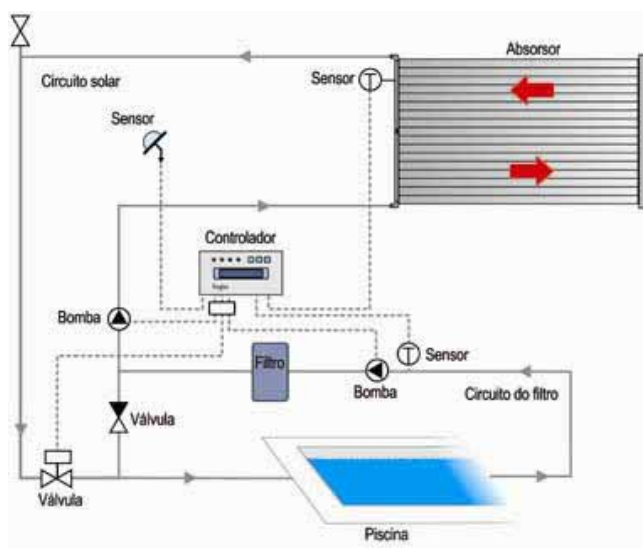 Absorsor
Circuito solar
Sensor
T
Sensor
Controlador
Bomba
Filtro
T
Sensor
Bomba
Circuito do filtro
Válvula
Válvula
Piscina